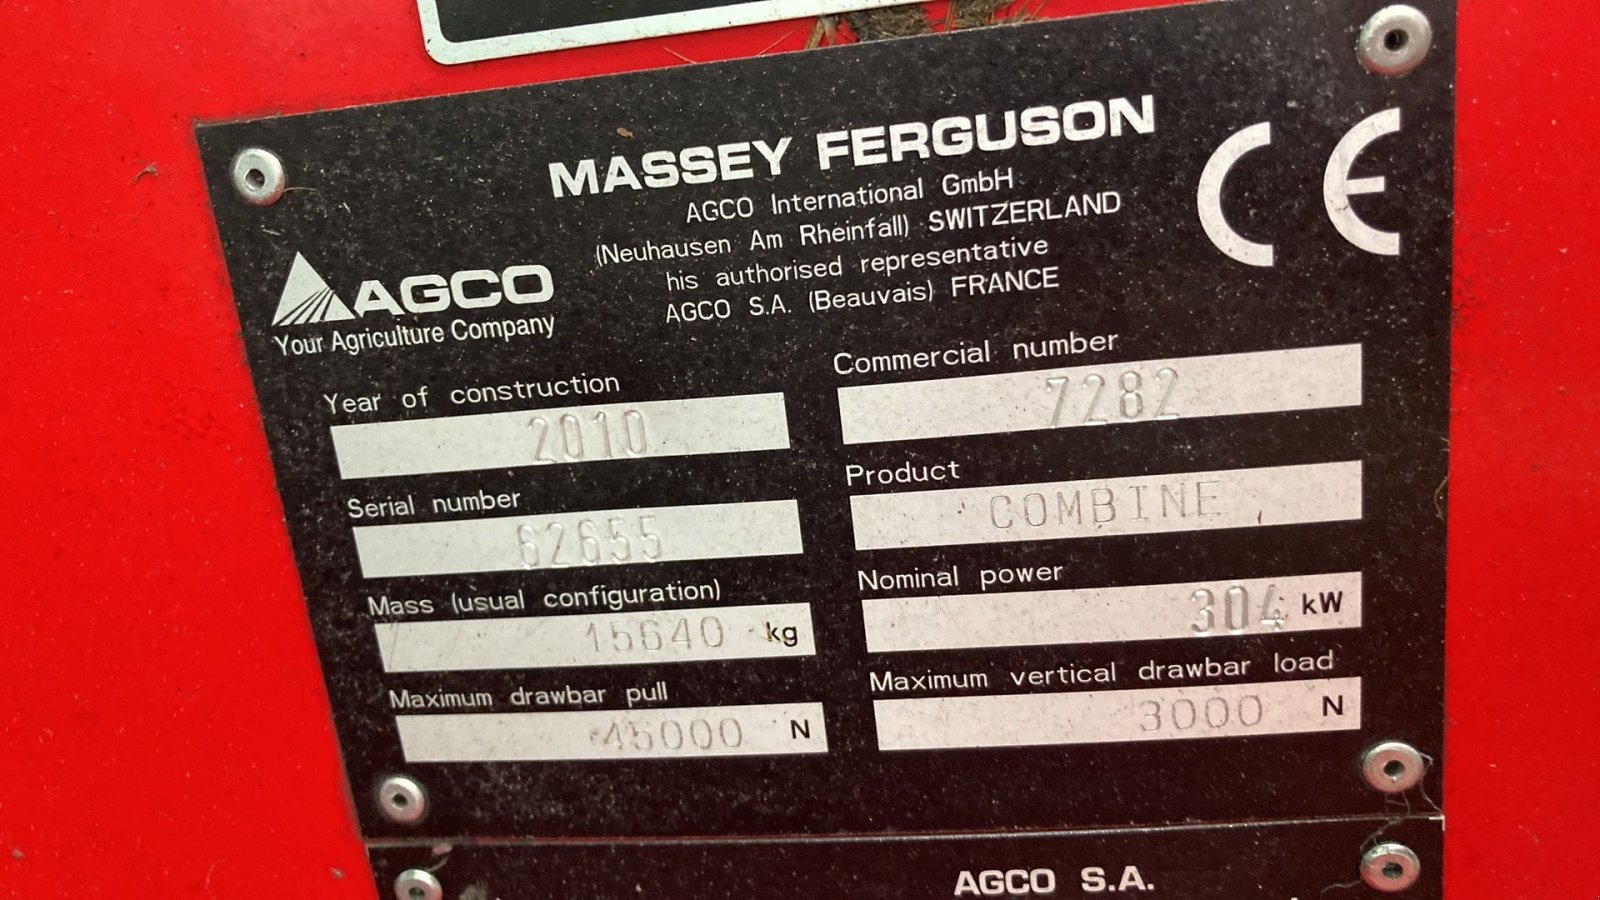 MASSEY FERGUSON
AGCO International GmbH
(Neuhausen Am Rheinfall) SWITZERLAND
his authorised representative
AGCO S.A. (Beauvais) FRANCE
CE
AGCO
Your Agriculture Company
Year of construction
2010
Commercial number
7282
Serial number
62655
Product
COMBINE
Mass (usual configuration)
15640 kg
Nominal power
304 kW
Maximum drawbar pull
45000 N
Maximum vertical drawbar load
3000 N
AGCO S.A.